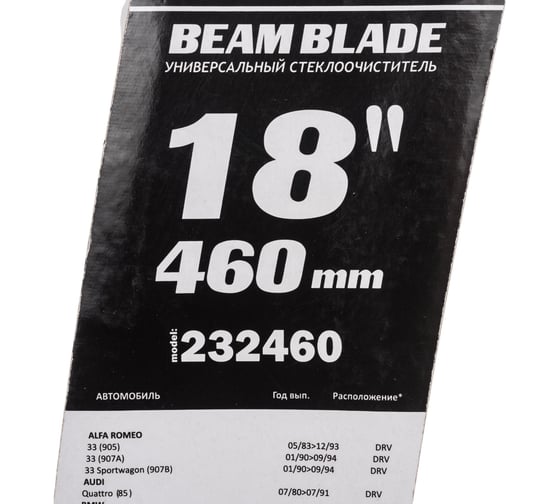 BEAM BLADE
УНИВЕРСАЛЬНЫЙ СТЕКЛООЧИСТИТЕЛЬ
18"
460 mm
model: 232460
АВТОМОБИЛЬ Год вып. Расположение*
ALFA ROMEO
33 (905) 05/83>12/93 DRV
33 (907A) 01/90>09/94 DRV
33 Sportwagon (907B) 01/90>09/94 DRV
AUDI
Quattro (85) 07/80>07/91 DRV
BMW